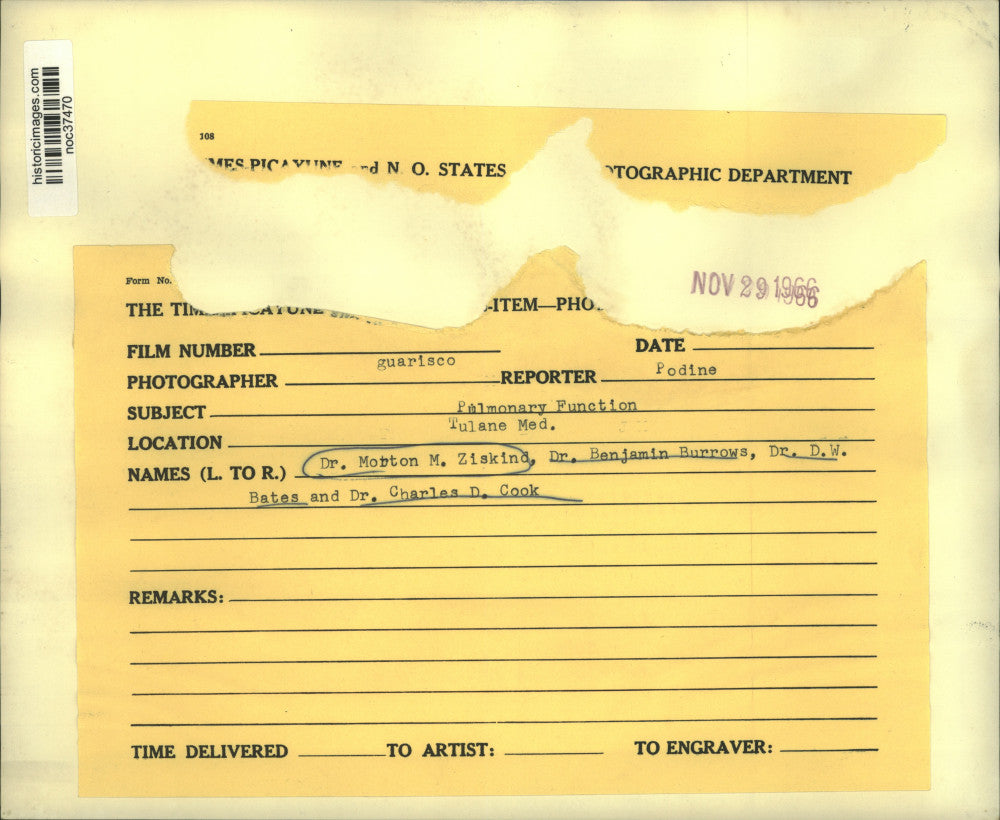 historicimages.com
noc37470
108
MES-PICAYUNE and N. O. STATES OTOGRAPHIC DEPARTMENT
NOV 29 1966
Form No.
THE TIM -ITEM—PHO
FILM NUMBER DATE
PHOTOGRAPHER guarisco REPORTER Podine
SUBJECT Pulmonary Function
LOCATION Tulane Med.
NAMES (L. TO R.) Dr. Morton M. Ziskind, Dr. Benjamin Burrows, Dr. D.W.
Bates and Dr. Charles D. Cook
REMARKS:
TIME DELIVERED TO ARTIST: TO ENGRAVER: